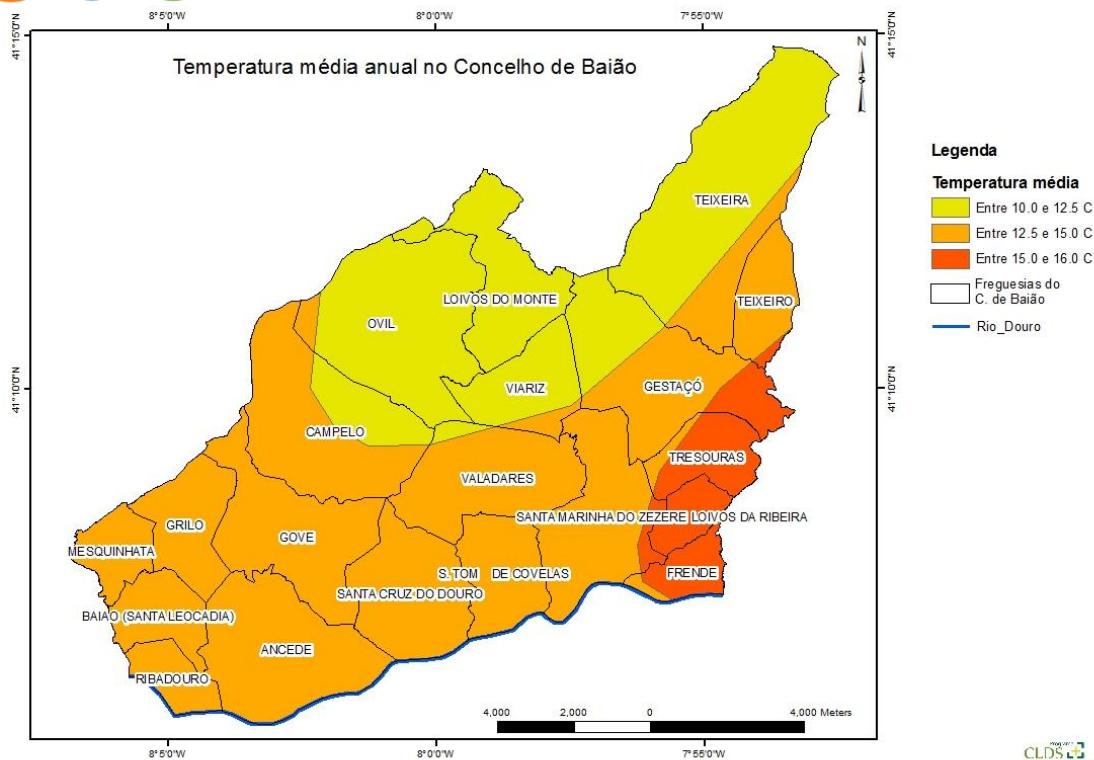 8°5'0"W
8°0'0"W
7°55'0"W
41°15'0"N
41°15'0"N
Temperatura média anual no Concelho de Baião
N
Legenda
Temperatura média
Entre 10.0 e 12.5 C
Entre 12.5 e 15.0 C
Entre 15.0 e 16.0 C
Freguesias do
C. de Baião
Rio_Douro
TEIXEIRA
LOIVOS DO MONTE
TEIXEIRO
OVIL
VIARIZ
GESTAÇÓ
41°10'0"N
41°10'0"N
CAMPELO
TRESOURAS
VALADARES
GRILO
SANTA MARINHA DO ZEZERE
LOIVOS DA RIBEIRA
GOVE
MESQUINHATA
S. TOM DE COVELAS
FRENDE
SANTA CRUZ DO DOURO
BAIAO (SANTA LEOCADIA)
ANCEDE
RIBADOURO
4,000 2,000 0 4,000 Meters
8°5'0"W
8°0'0"W
7°55'0"W
CLDS